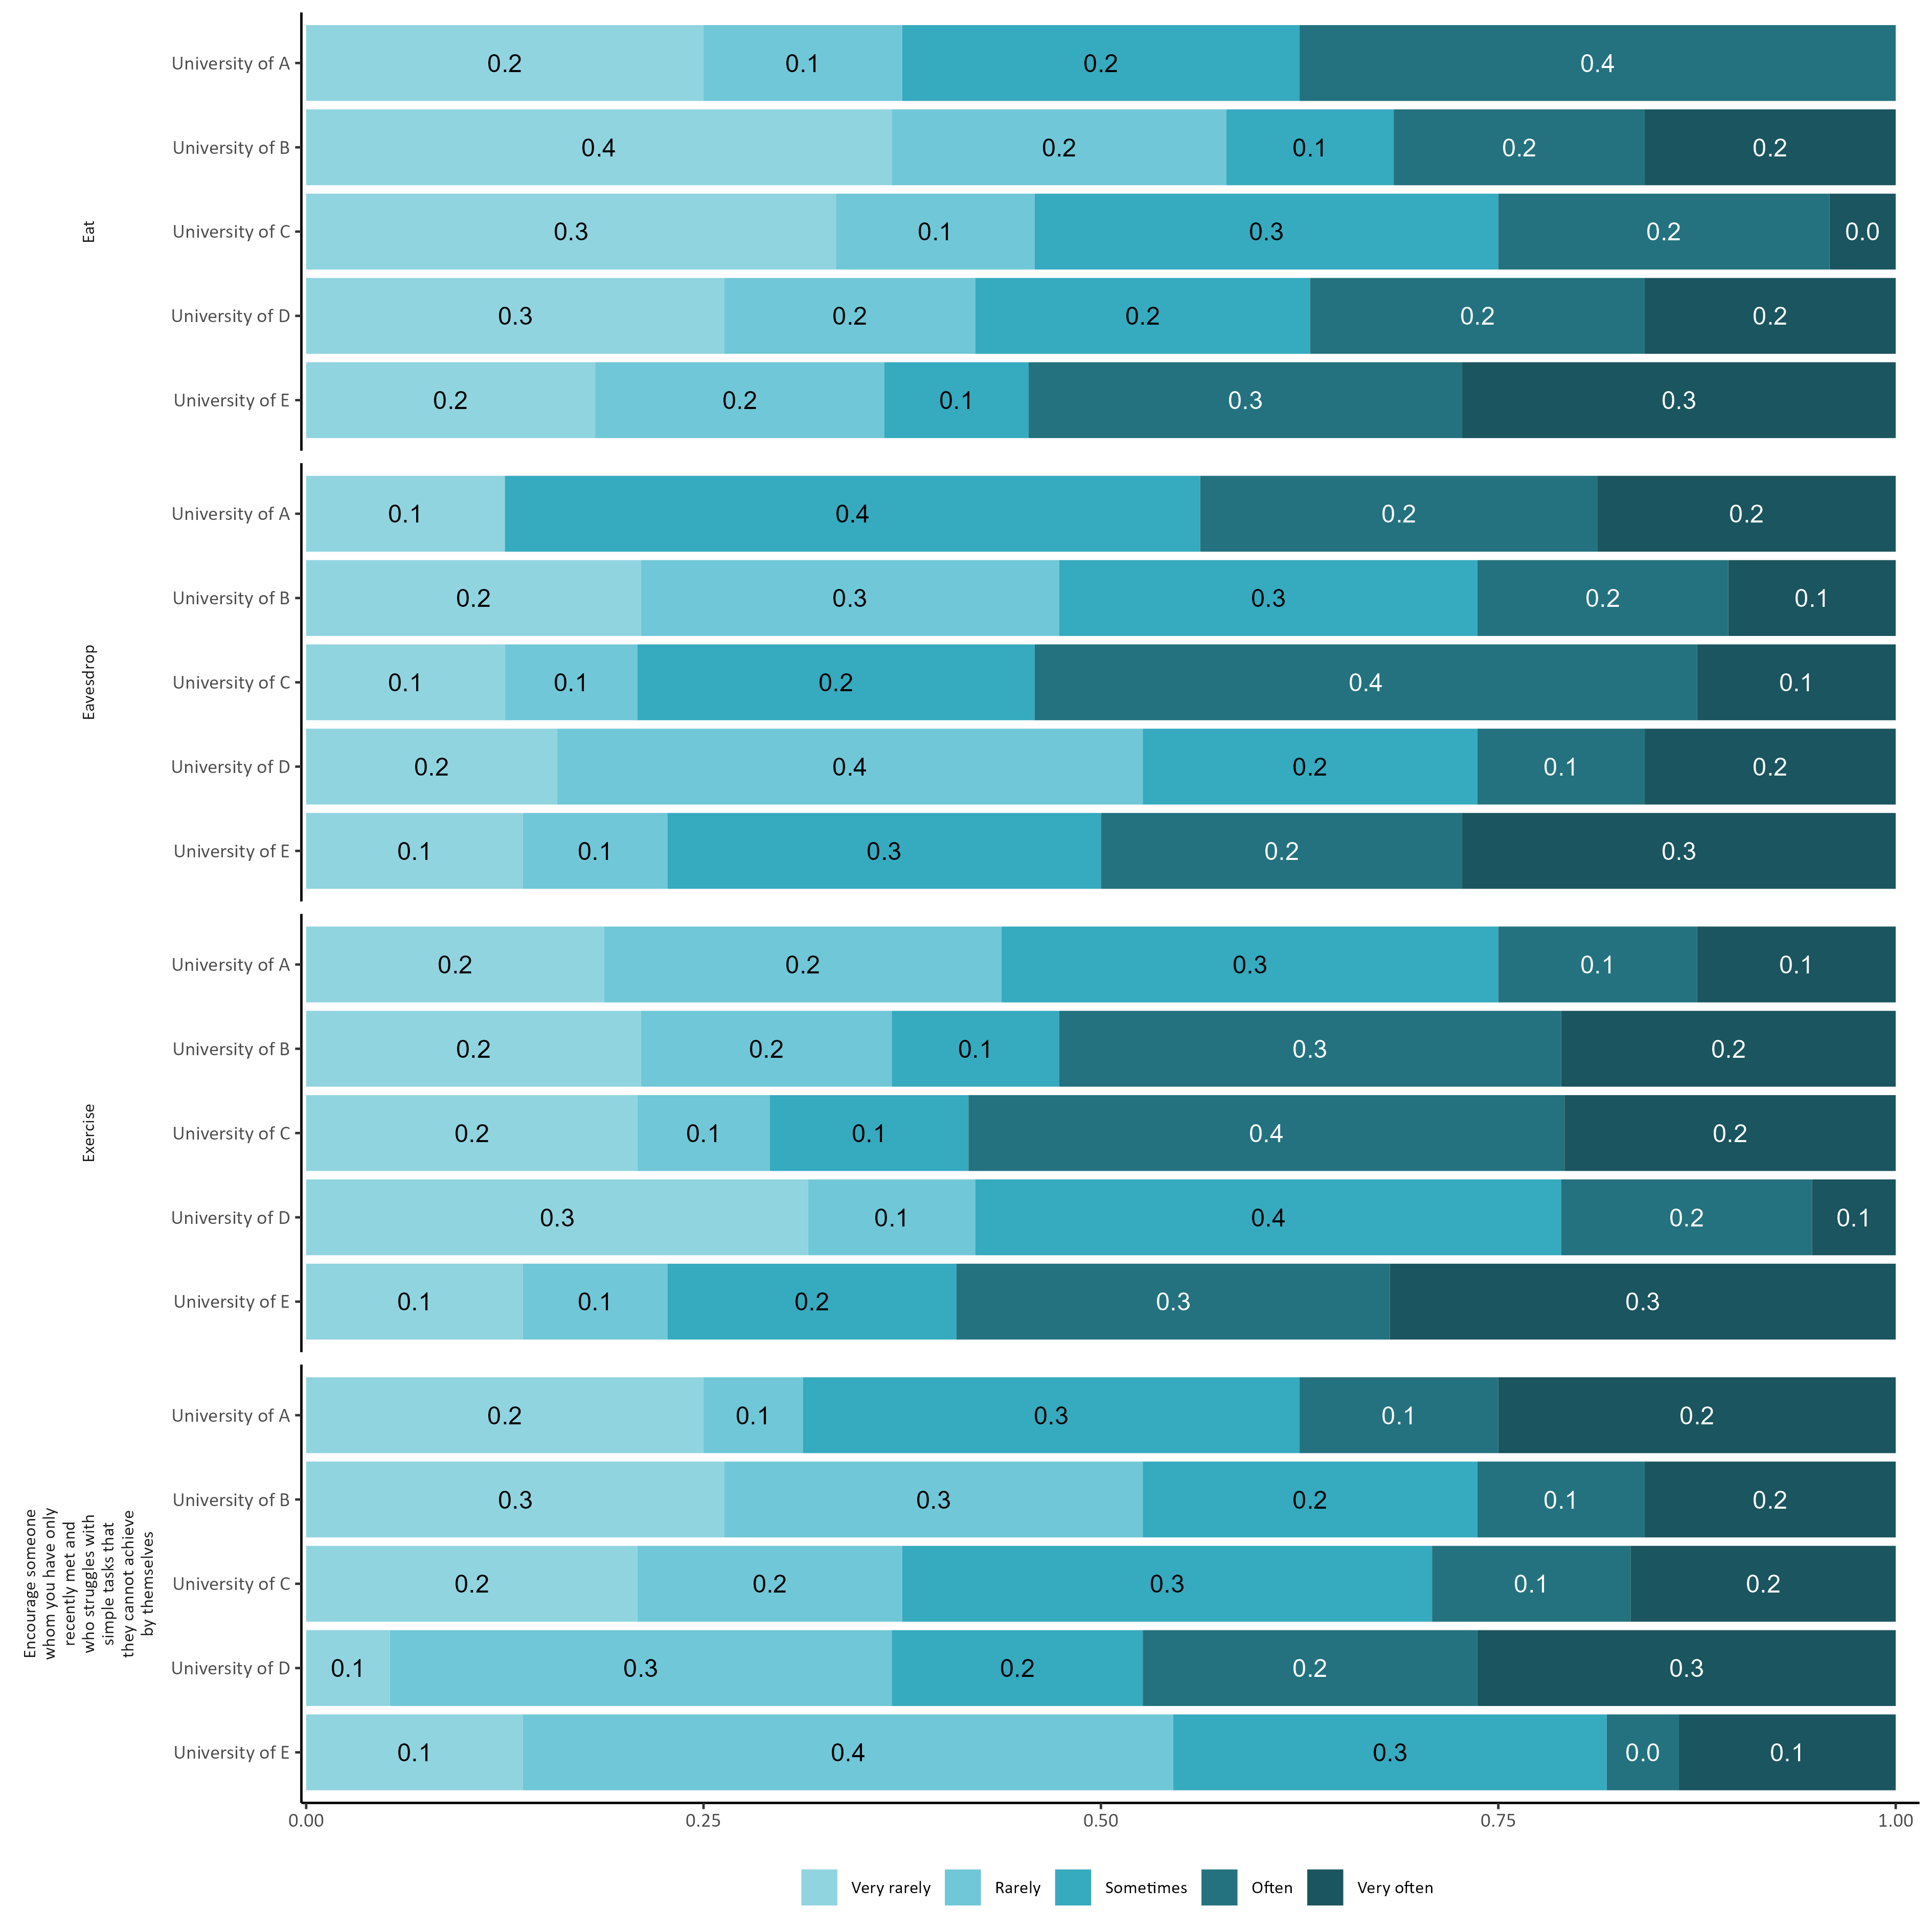 Eat
University of A 0.2 0.1 0.2 0.4
University of B 0.4 0.2 0.1 0.2 0.2
University of C 0.3 0.1 0.3 0.2 0.0
University of D 0.3 0.2 0.2 0.2 0.2
University of E 0.2 0.2 0.1 0.3 0.3
Eavesdrop
University of A 0.1 0.4 0.2 0.2
University of B 0.2 0.3 0.3 0.2 0.1
University of C 0.1 0.1 0.2 0.4 0.1
University of D 0.2 0.4 0.2 0.1 0.2
University of E 0.1 0.1 0.3 0.2 0.3
Exercise
University of A 0.2 0.2 0.3 0.1 0.1
University of B 0.2 0.2 0.1 0.3 0.2
University of C 0.2 0.1 0.1 0.4 0.2
University of D 0.3 0.1 0.4 0.2 0.1
University of E 0.1 0.1 0.2 0.3 0.3
Encourage someone
whom you have only
recently met and
who struggles with
simple tasks that
they cannot achieve
by themselves
University of A 0.2 0.1 0.3 0.1 0.2
University of B 0.3 0.3 0.2 0.1 0.2
University of C 0.2 0.2 0.3 0.1 0.2
University of D 0.1 0.3 0.2 0.2 0.3
University of E 0.1 0.4 0.3 0.0 0.1
0.00 0.25 0.50 0.75 1.00
Very rarely Rarely Sometimes Often Very often